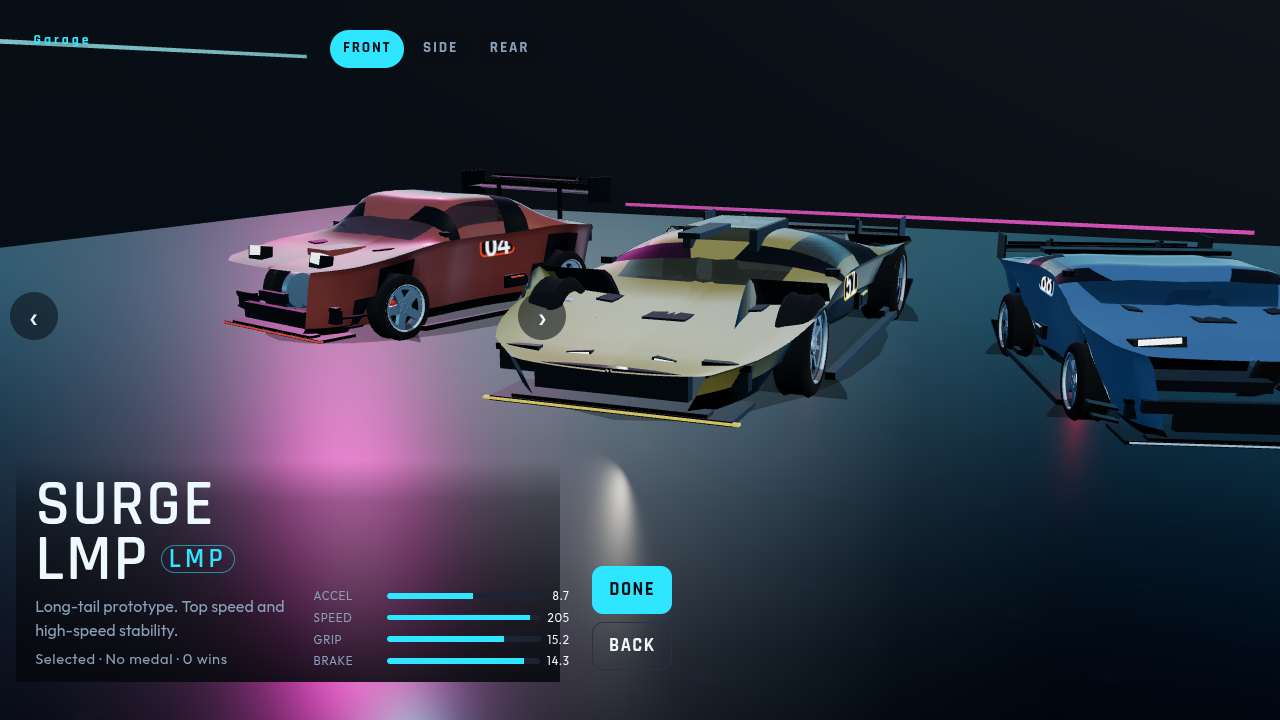 Garage
FRONT SIDE REAR
04
51
‹ ›
SURGE
LMP LMP
Long-tail prototype. Top speed and
high-speed stability.
Selected · No medal · 0 wins
ACCEL 8.7
SPEED 205
GRIP 15.2
BRAKE 14.3
DONE
BACK